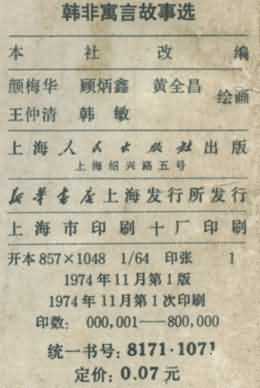 韩非寓言故事选
本社改编
颜梅华 顾炳鑫 黄全昌
王仲清 韩敏 绘画
上海人民出版社出版
上海绍兴路五号
新华书店上海发行所发行
上海市印刷十厂印刷
开本857×1048 1/64 印张 1
1974年11月第1版
1974年11月第1次印刷
印数: 000,001——800,000
统一书号: 8171·1071
定价: 0.07 元